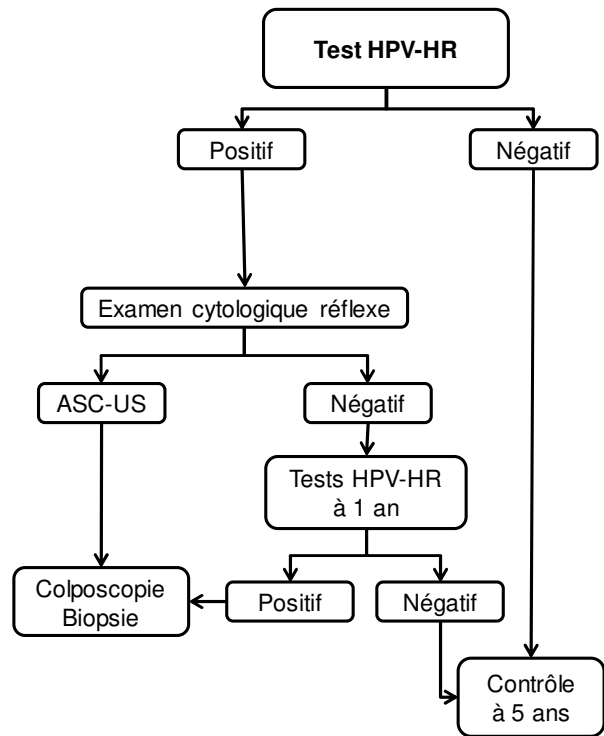 Test HPV-HR
Positif
Négatif
Examen cytologique réflexe
ASC-US
Négatif
Tests HPV-HR
à 1 an
Colposcopie
Biopsie
Positif
Négatif
Contrôle
à 5 ans